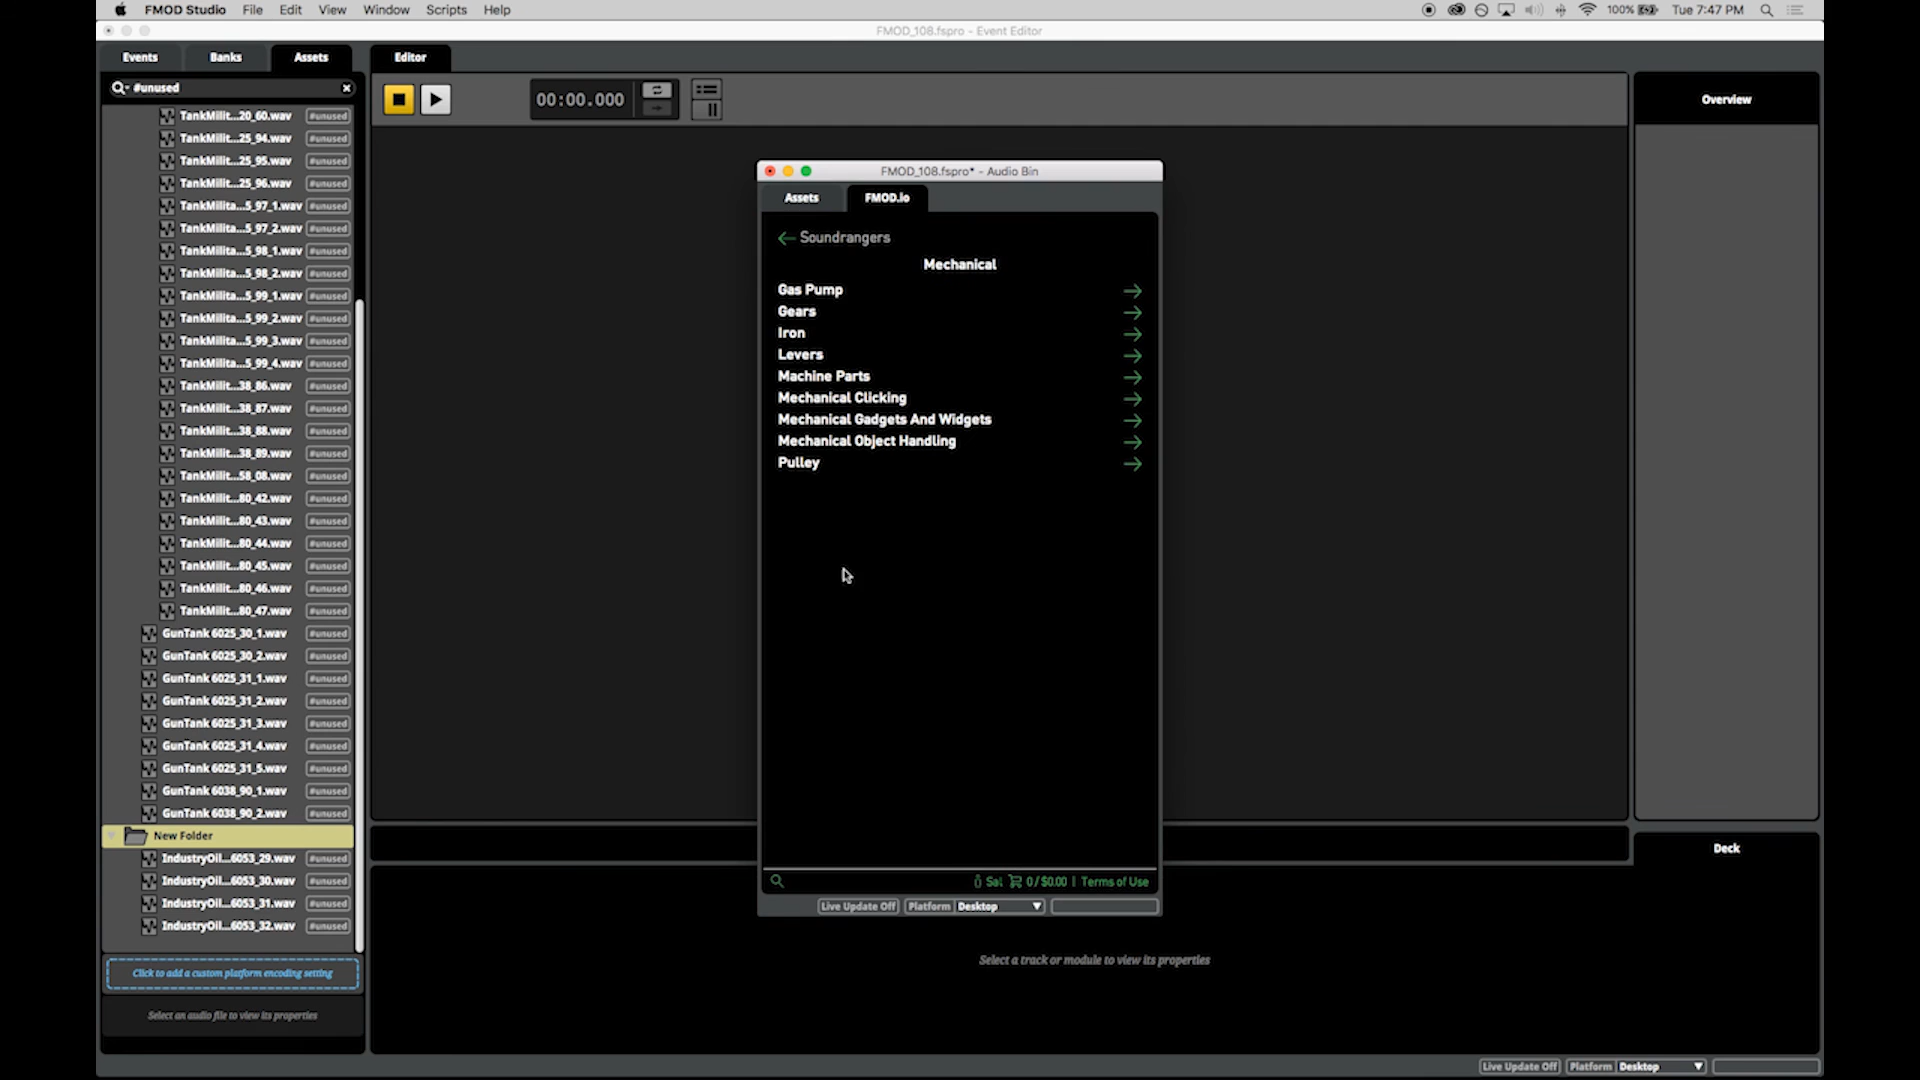 FMOD Studio File Edit View Window Scripts Help 100% Tue 7:47 PM
FMOD_108.fspro - Event Editor
Events Banks Assets Editor
#unused
00:00.000
Overview
TankMilit...20_60.wav #unused
TankMilit...25_94.wav #unused
TankMilit...25_95.wav #unused
TankMilit...25_96.wav #unused
TankMilita...5_97_1.wav #unused
TankMilita...5_97_2.wav #unused
TankMilita...5_98_1.wav #unused
TankMilita...5_98_2.wav #unused
TankMilita...5_99_1.wav #unused
TankMilita...5_99_2.wav #unused
TankMilita...5_99_3.wav #unused
TankMilita...5_99_4.wav #unused
TankMilit...38_86.wav #unused
TankMilit...38_87.wav #unused
TankMilit...38_88.wav #unused
TankMilit...38_89.wav #unused
TankMilit...58_08.wav #unused
TankMilit...80_42.wav #unused
TankMilit...80_43.wav #unused
TankMilit...80_44.wav #unused
TankMilit...80_45.wav #unused
TankMilit...80_46.wav #unused
TankMilit...80_47.wav #unused
GunTank 6025_30_1.wav #unused
GunTank 6025_30_2.wav #unused
GunTank 6025_31_1.wav #unused
GunTank 6025_31_2.wav #unused
GunTank 6025_31_3.wav #unused
GunTank 6025_31_4.wav #unused
GunTank 6025_31_5.wav #unused
GunTank 6038_90_1.wav #unused
GunTank 6038_90_2.wav #unused
New Folder
IndustryOil...6053_29.wav #unused
IndustryOil...6053_30.wav #unused
IndustryOil...6053_31.wav #unused
IndustryOil...6053_32.wav #unused
Click to add a custom platform encoding setting
Select an audio file to view its properties
FMOD_108.fspro* - Audio Bin
Assets FMOD.io
Soundrangers
Mechanical
Gas Pump
Gears
Iron
Levers
Machine Parts
Mechanical Clicking
Mechanical Gadgets And Widgets
Mechanical Object Handling
Pulley
Sal 0/$0.00 | Terms of Use
Live Update Off Platform Desktop
Deck
Select a track or module to view its properties
Live Update Off Platform Desktop